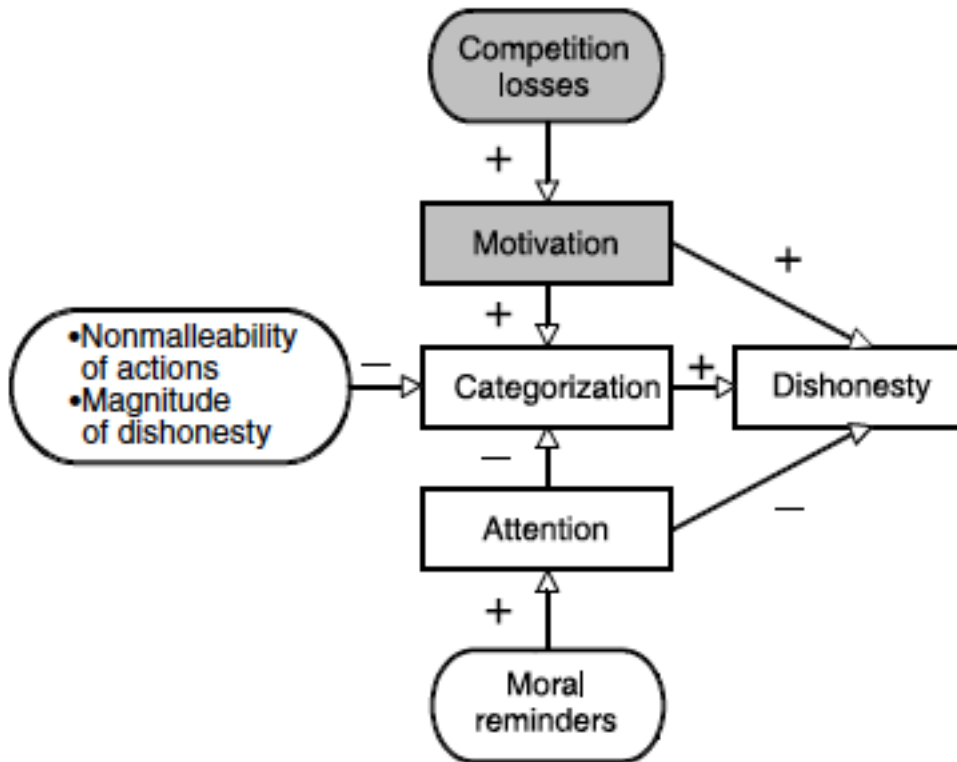 Competition
losses
+
Motivation
+
+
•Nonmalleability
of actions
•Magnitude
of dishonesty
—
Categorization
+
Dishonesty
—
Attention
—
+
Moral
reminders